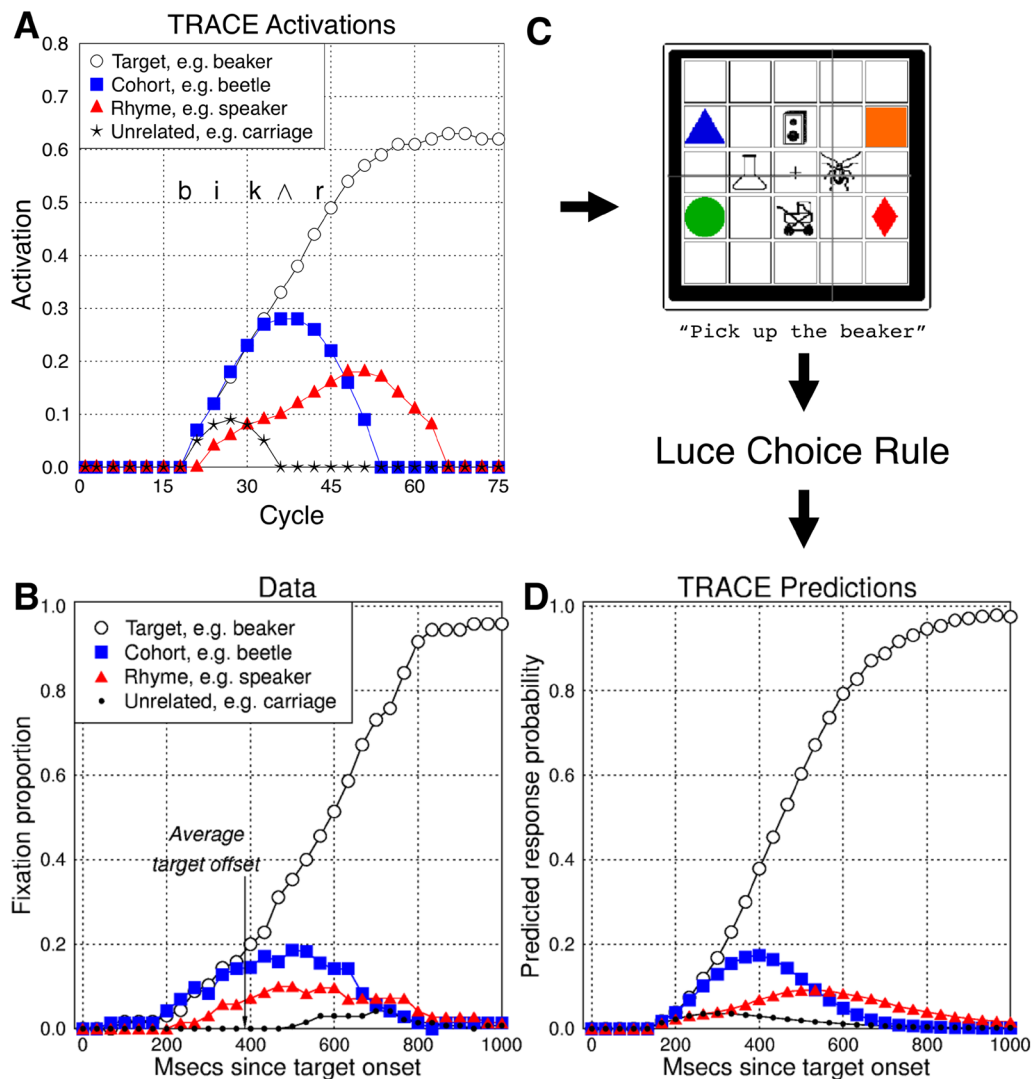 A
TRACE Activations
Activation
0.8
0.7
0.6
0.5
0.4
0.3
0.2
0.1
0.0
Target, e.g. beaker
Cohort, e.g. beetle
Rhyme, e.g. speaker
Unrelated, e.g. carriage
b i k ʌ r
0 15 30 45 60 75
Cycle
C
"Pick up the beaker"
Luce Choice Rule
B
Data
Fixation proportion
1.0
0.8
0.6
0.4
0.2
0.0
Target, e.g. beaker
Cohort, e.g. beetle
Rhyme, e.g. speaker
Unrelated, e.g. carriage
Average
target offset
0 200 400 600 800 1000
Msecs since target onset
D
TRACE Predictions
Predicted response probability
1.0
0.8
0.6
0.4
0.2
0.0
0 200 400 600 800 1000
Msecs since target onset